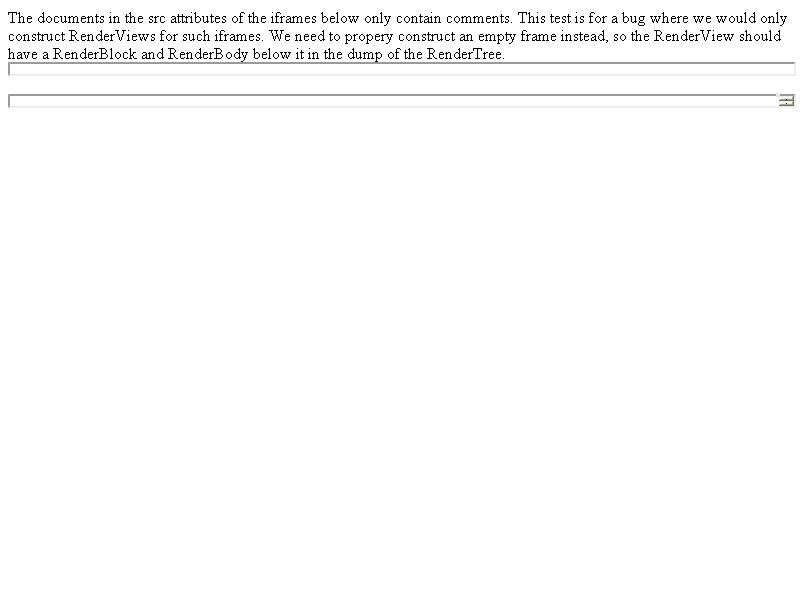 The documents in the src attributes of the iframes below only contain comments. This test is for a bug where we would only
construct RenderViews for such iframes. We need to propery construct an empty frame instead, so the RenderView should
have a RenderBlock and RenderBody below it in the dump of the RenderTree.